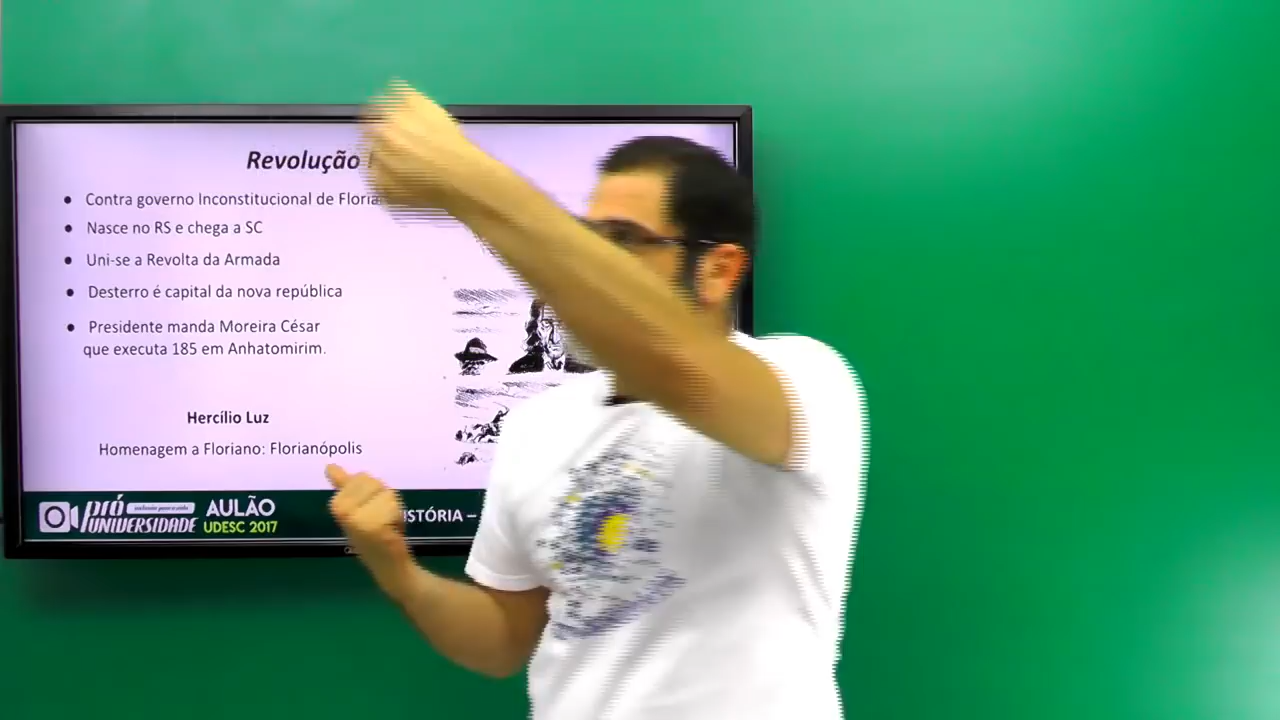 Revolução
Contra governo Inconstitucional de
Nasce no RS e chega a SC
Uni-se a Revolta da Armada
Desterro é capital da nova república
Presidente manda Moreira César
que executa 185 em Anhatomirim.
Hercílio Luz
Homenagem a Floriano: Florianópolis
pró
UNIVERSIDADE
AULÃO
UDESC 2017